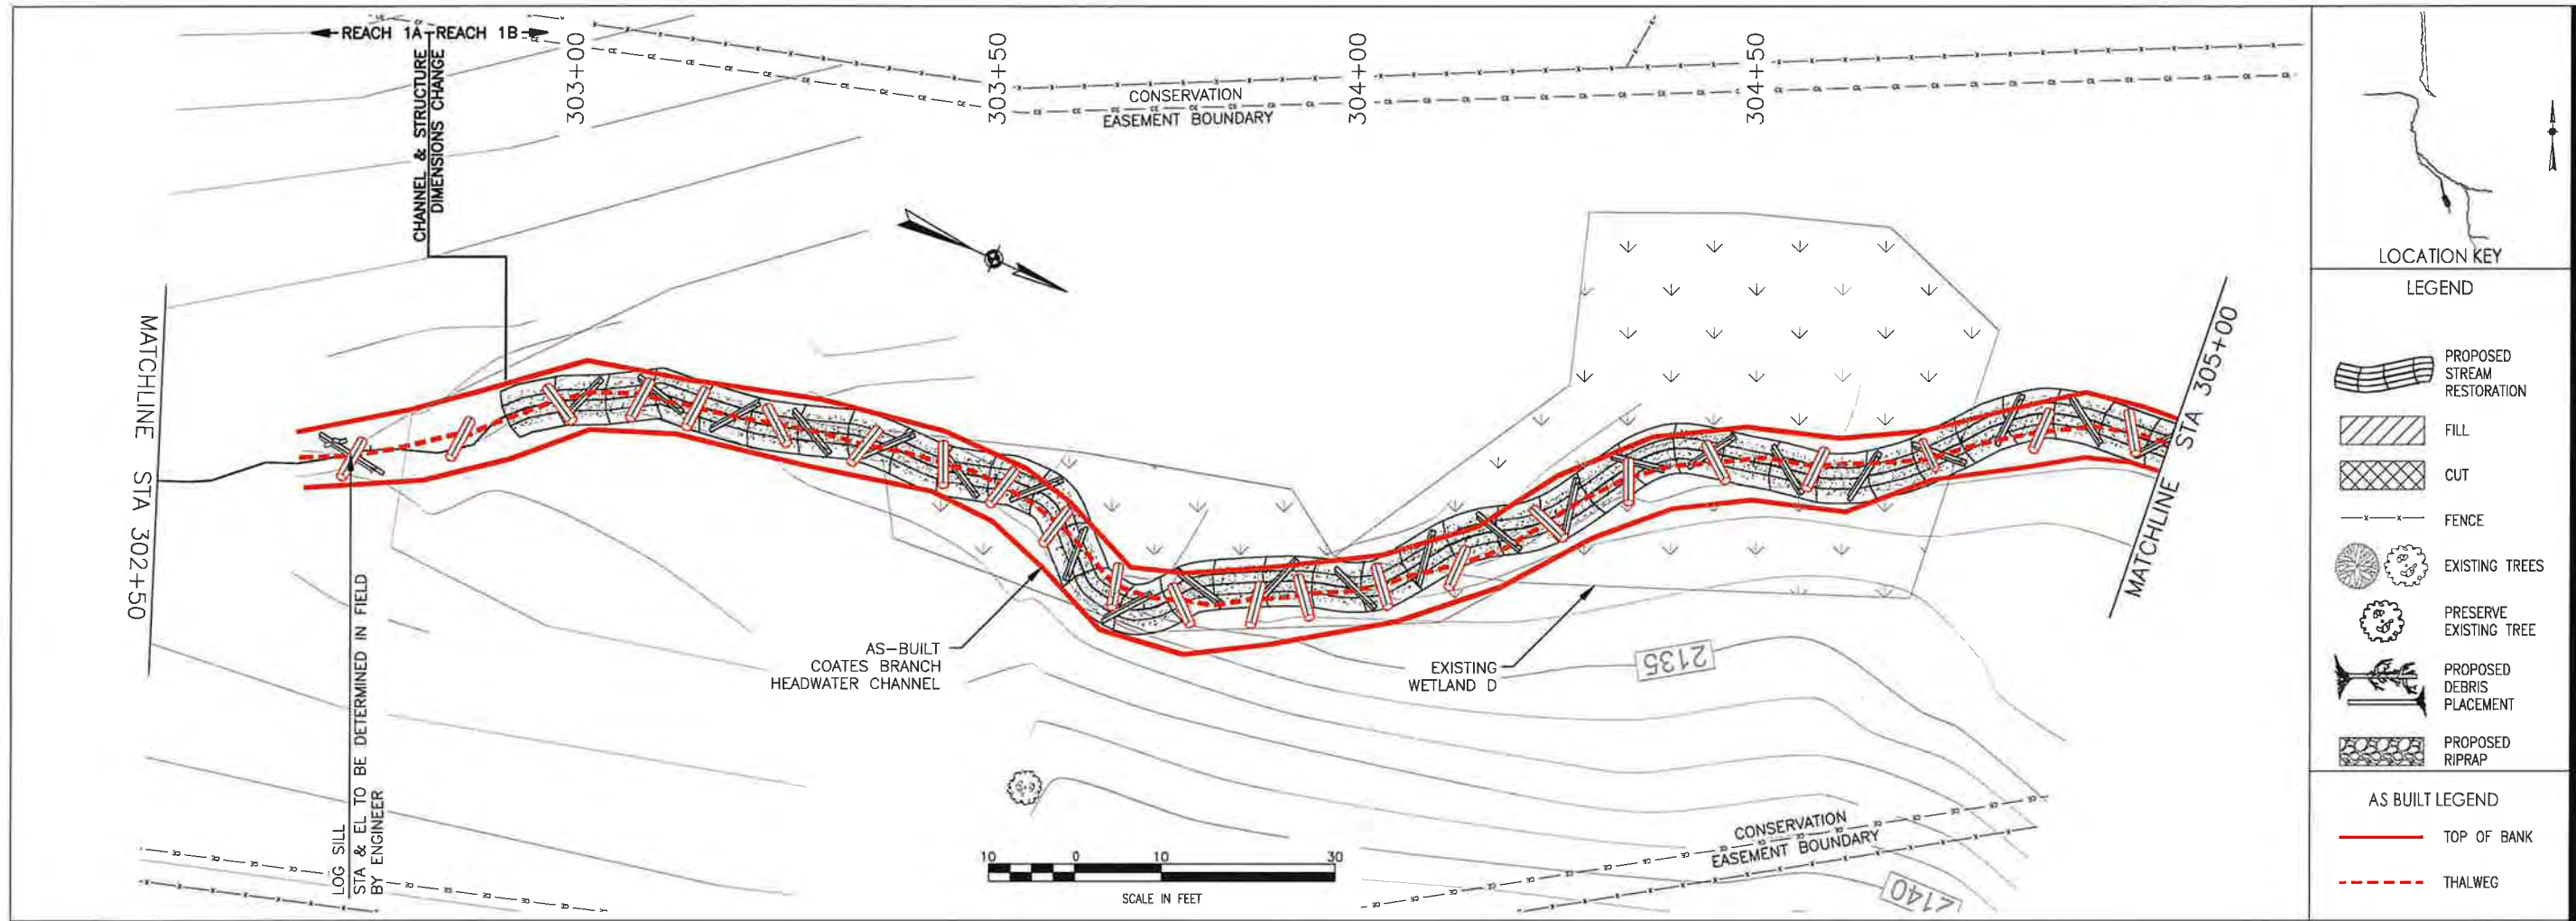 REACH 1A
REACH 1B
CHANNEL & STRUCTURE
DIMENSIONS CHANGE
303+00
303+50
304+00
304+50
CONSERVATION
EASEMENT BOUNDARY
MATCHLINE STA 302+50
MATCHLINE STA 305+00
LOG SILL
STA & EL TO BE DETERMINED IN FIELD
BY ENGINEER
AS-BUILT
COATES BRANCH
HEADWATER CHANNEL
EXISTING
WETLAND D
2135
CONSERVATION
EASEMENT BOUNDARY
2140
10 0 10 30
SCALE IN FEET
LOCATION KEY
LEGEND
PROPOSED
STREAM
RESTORATION
FILL
CUT
FENCE
EXISTING TREES
PRESERVE
EXISTING TREE
PROPOSED
DEBRIS
PLACEMENT
PROPOSED
RIPRAP
AS BUILT LEGEND
TOP OF BANK
THALWEG